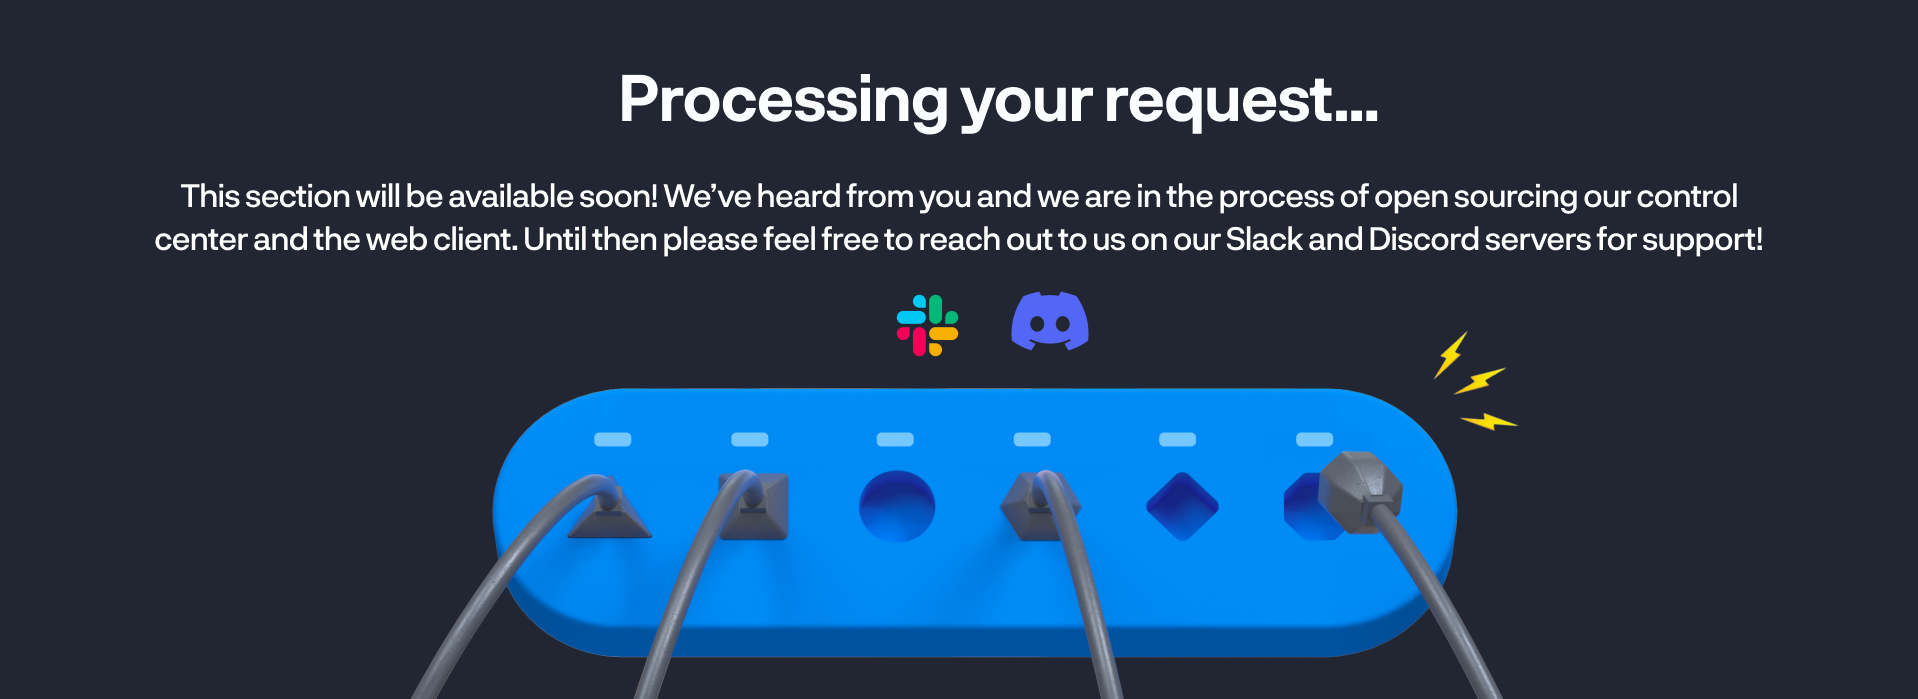 Processing your request...
This section will be available soon! We’ve heard from you and we are in the process of open sourcing our control
center and the web client. Until then please feel free to reach out to us on our Slack and Discord servers for support!